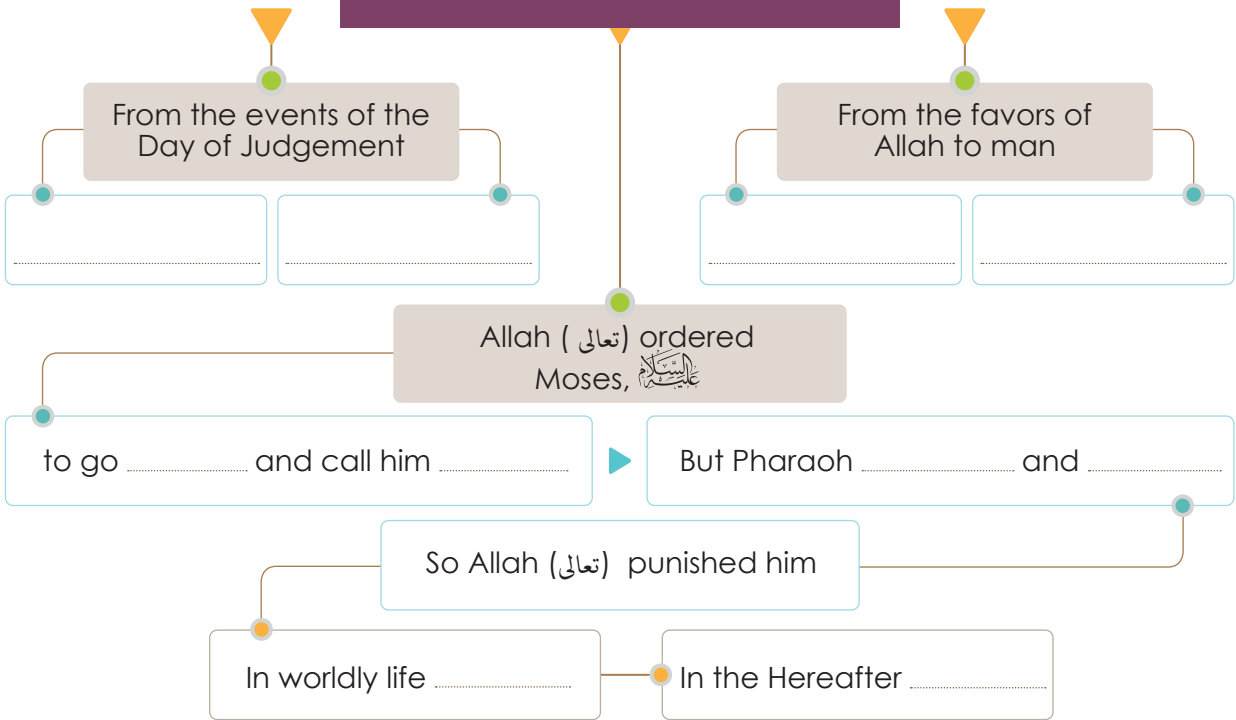 From the events of the
Day of Judgement
From the favors of
Allah to man
Allah ( تعالى) ordered
Moses, عَلَيْهِ السَّلَام
to go and call him
But Pharaoh and
So Allah (تعالى) punished him
In worldly life
In the Hereafter